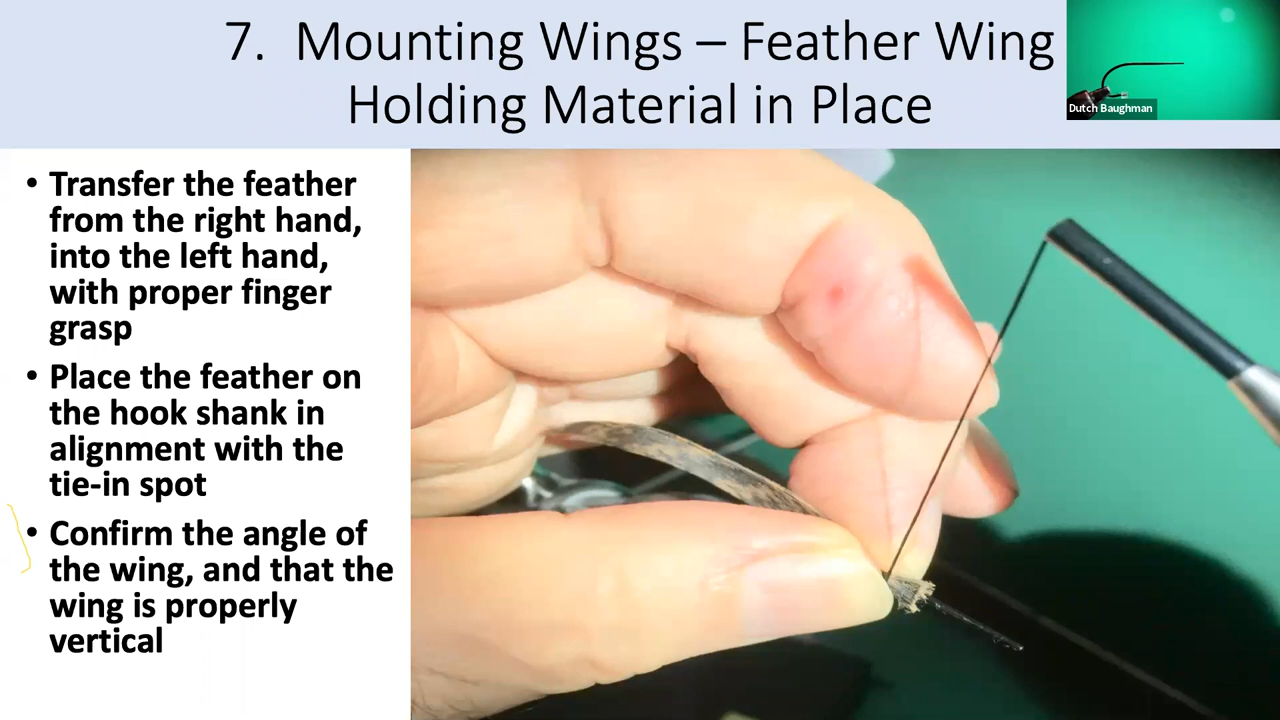 7. Mounting Wings – Feather Wing
Holding Material in Place
Dutch Baughman
• Transfer the feather
from the right hand,
into the left hand,
with proper finger
grasp
• Place the feather on
the hook shank in
alignment with the
tie-in spot
• Confirm the angle of
the wing, and that the
wing is properly
vertical